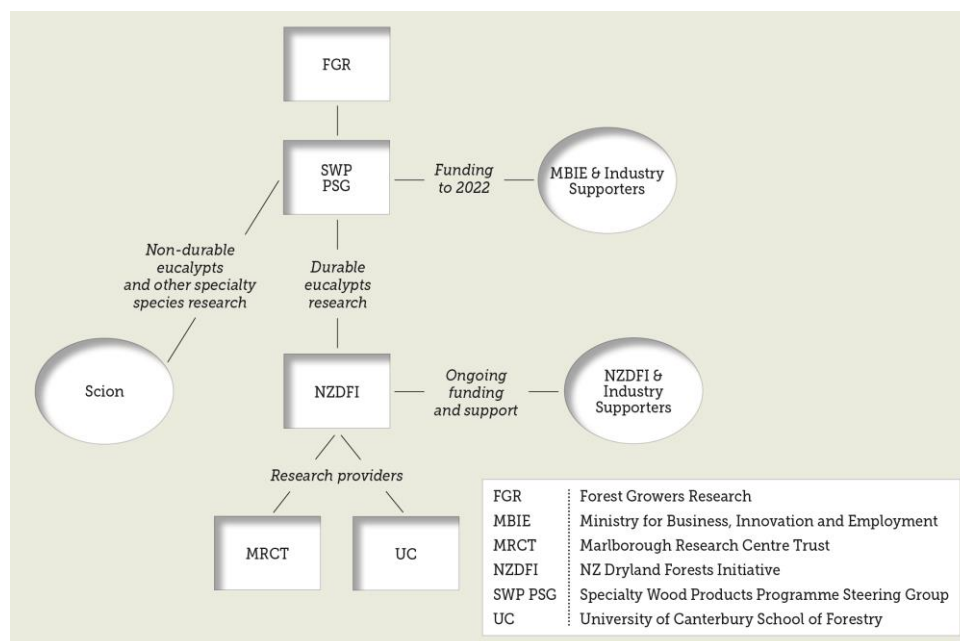 FGR
SWP
PSG
Funding
to 2022
MBIE & Industry
Supporters
Non-durable
eucalypts
and other specialty
species research
Durable
eucalypts
research
Scion
NZDFI
Ongoing
funding
and support
NZDFI &
Industry
Supporters
Research providers
MRCT
UC
FGR Forest Growers Research
MBIE Ministry for Business, Innovation and Employment
MRCT Marlborough Research Centre Trust
NZDFI NZ Dryland Forests Initiative
SWP PSG Specialty Wood Products Programme Steering Group
UC University of Canterbury School of Forestry